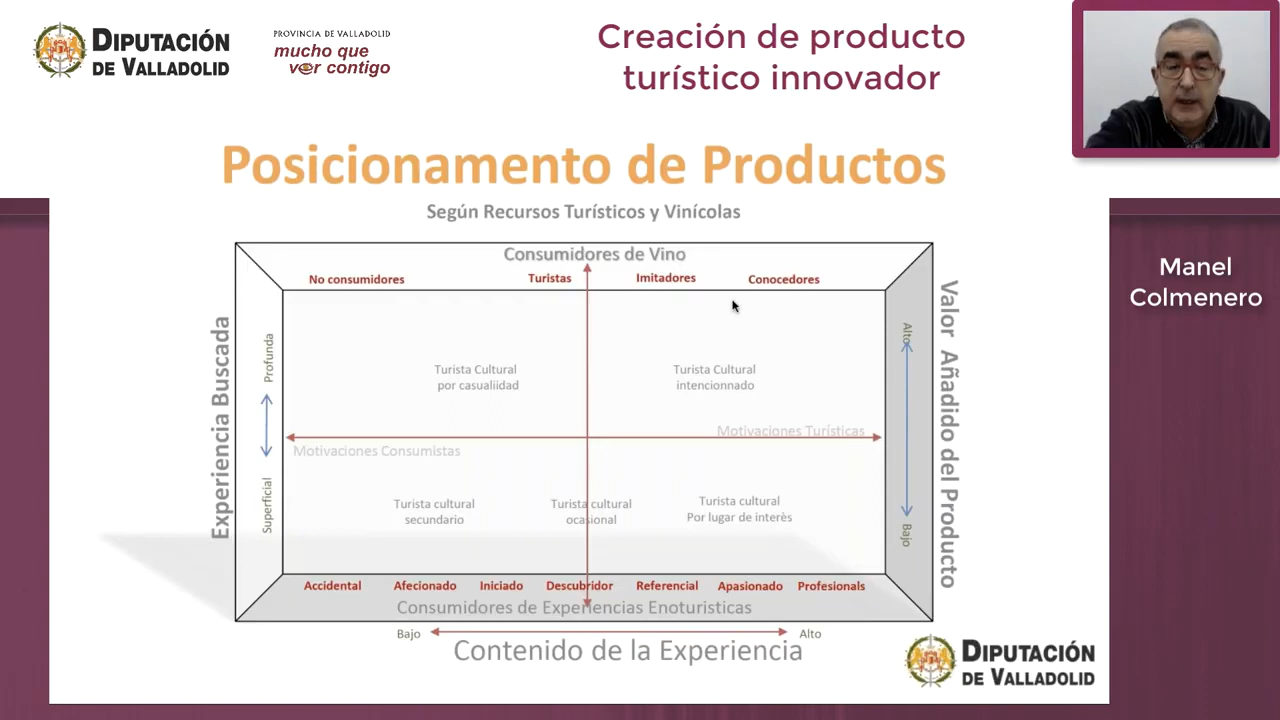 DIPUTACIÓN
DE VALLADOLID
PROVINCIA DE VALLADOLID
mucho que
ver contigo
Creación de producto
turístico innovador
Posicionamento de Productos
Según Recursos Turísticos y Vinícolas
Consumidores de Vino
No consumidores
Turistas
Imitadores
Conocedores
Manel
Colmenero
Experiencia Buscada
Profunda
Superficial
Turista Cultural
por casualiidad
Turista Cultural
intencionnado
Motivaciones Turísticas
Motivaciones Consumistas
Turista cultural
secundario
Turista cultural
ocasional
Turista cultural
Por lugar de interès
Alto
Bajo
Valor Añadido del Producto
Accidental
Afecionado
Iniciado
Descubridor
Referencial
Apasionado
Profesionals
Consumidores de Experiencias Enoturisticas
Bajo
Alto
Contenido de la Experiencia
DIPUTACIÓN
DE VALLADOLID